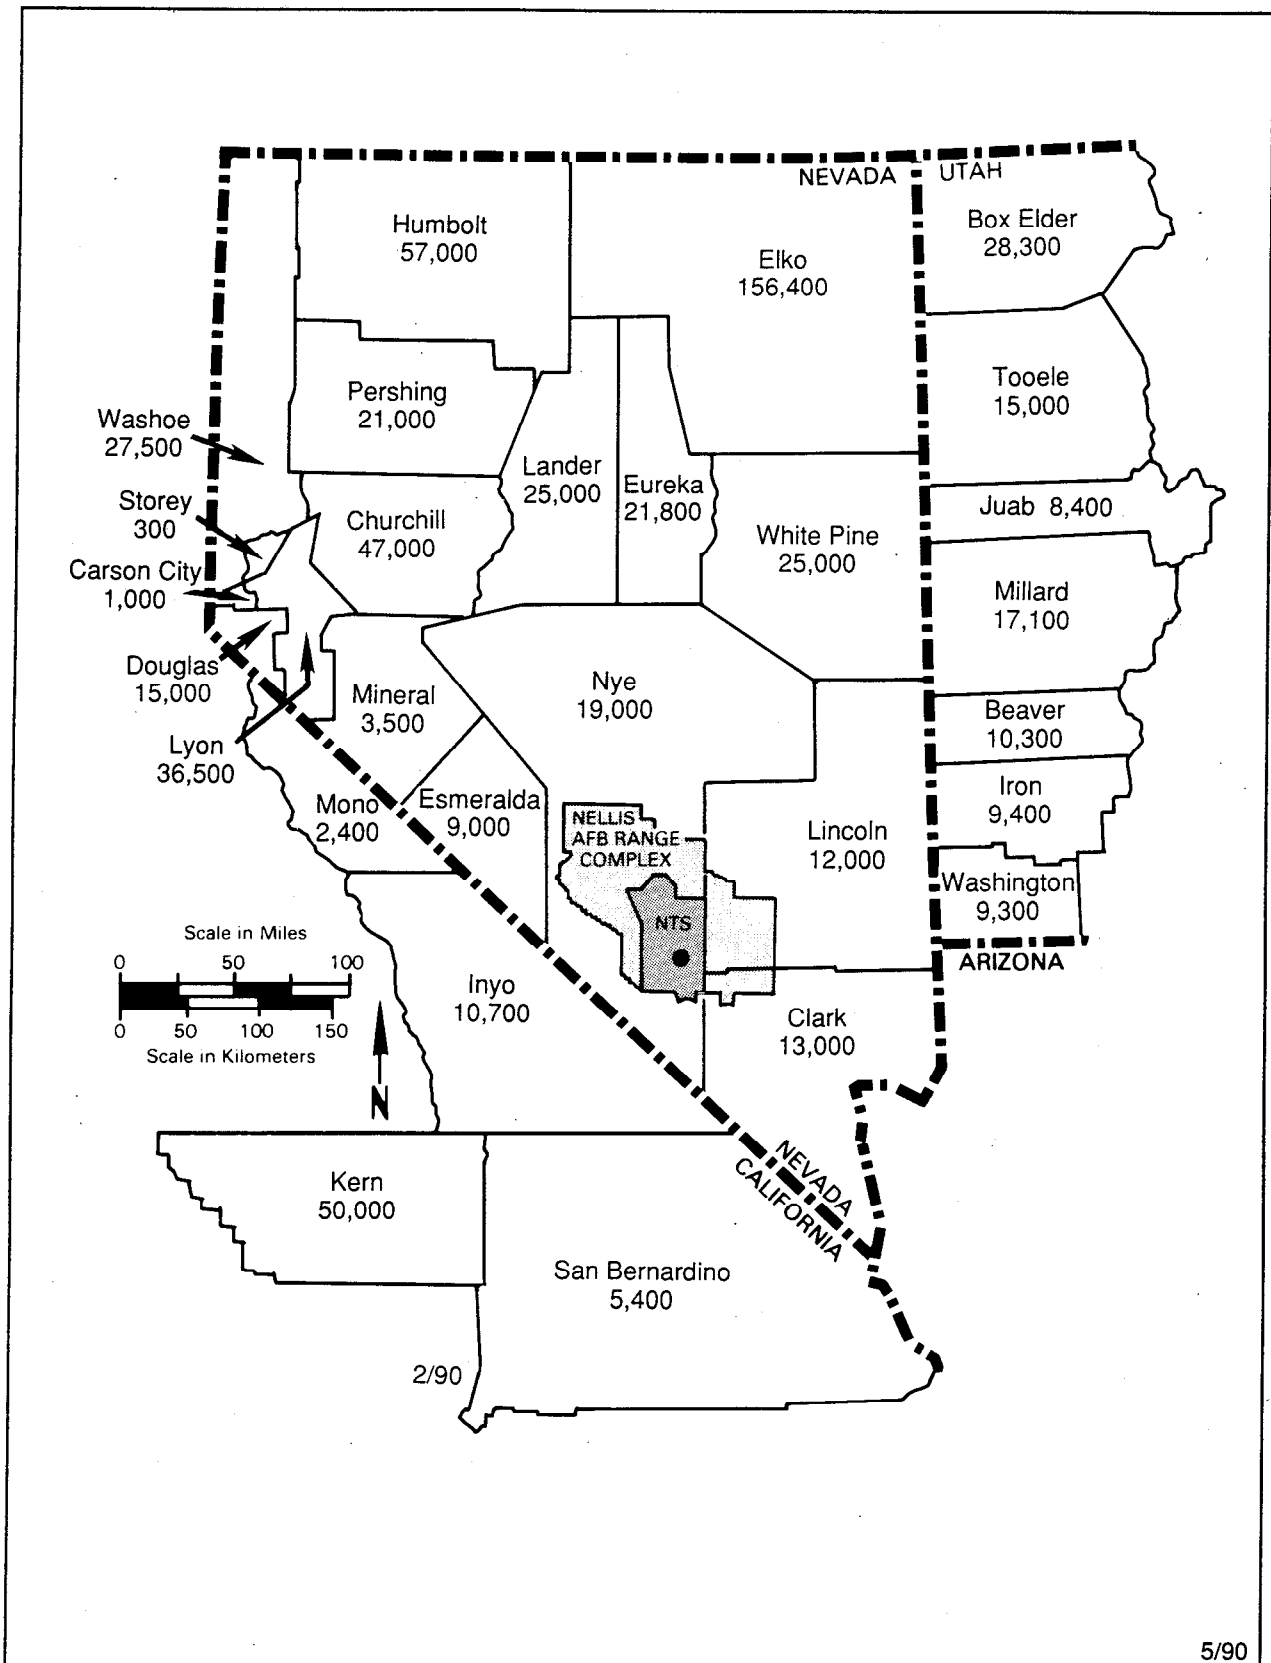 NEVADA
UTAH
Humbolt
57,000
Elko
156,400
Box Elder
28,300
Pershing
21,000
Tooele
15,000
Washoe
27,500
Lander
25,000
Eureka
21,800
Juab 8,400
Storey
300
Churchill
47,000
White Pine
25,000
Carson City
1,000
Millard
17,100
Douglas
15,000
Mineral
3,500
Nye
19,000
Beaver
10,300
Lyon
36,500
Mono
2,400
Esmeralda
9,000
Iron
9,400
NELLIS
AFB RANGE
COMPLEX
Lincoln
12,000
Washington
9,300
NTS
ARIZONA
Scale in Miles
0 50 100
0 50 100 150
Scale in Kilometers
N
Inyo
10,700
Clark
13,000
NEVADA
CALIFORNIA
Kern
50,000
San Bernardino
5,400
2/90
5/90